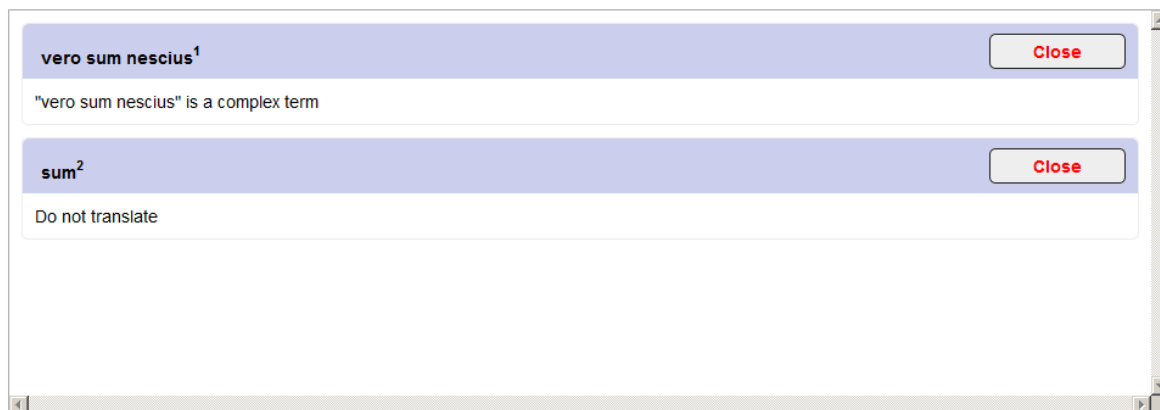 vero sum nescius¹ Close
"vero sum nescius" is a complex term
sum² Close
Do not translate